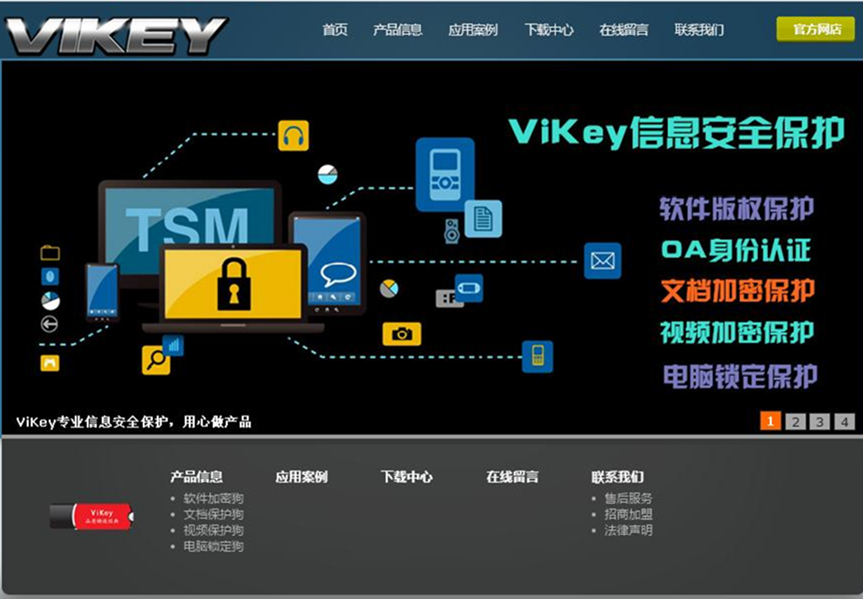 VIKEY
首页 产品信息 应用案例 下载中心 在线留言 联系我们 官方网店
ViKey信息安全保护
软件版权保护
OA身份认证
文档加密保护
视频加密保护
电脑锁定保护
TSM
ViKey专业信息安全保护，用心做产品
1 2 3 4
产品信息 应用案例 下载中心 在线留言 联系我们
软件加密狗 售后服务
文档保护狗 招商加盟
视频保护狗 法律声明
电脑锁定狗
ViKey